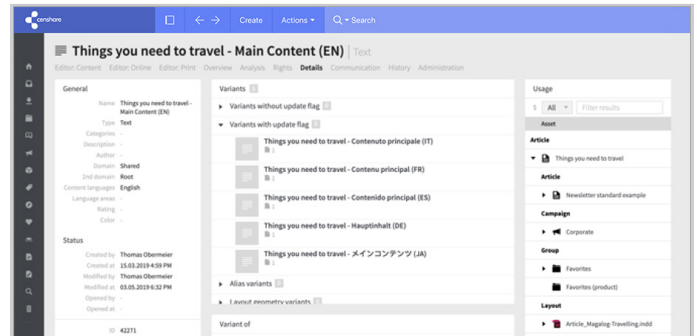 censhare
Create
Actions
Search
Things you need to travel - Main Content (EN) | Text
Editor: Content Editor: Online Editor: Print Overview Analysis Rights Details Communication History Administration
General
Name Things you need to travel - Main Content (EN)
Type Text
Categories -
Description -
Author -
Domain Shared
2nd domain Root
Content languages English
Language areas -
Rating -
Color -
Status
Created by Thomas Obermeier
Created at 15.03.2019 4:59 PM
Modified by Thomas Obermeier
Modified at 03.05.2019 6:32 PM
Opened by -
Opened at -
ID 42271
Variants
Variants without update flag
Variants with update flag
Things you need to travel - Contenuto principale (IT)
1
Things you need to travel - Contenu principal (FR)
1
Things you need to travel - Contenido principal (ES)
1
Things you need to travel - Hauptinhalt (DE)
1
Things you need to travel - メインコンテンツ (JA)
1
Alias variants
Layout geometry variants
Variant of
Usage
All
Filter results
Asset
Article
Things you need to travel
Article
Newsletter standard example
Campaign
Corporate
Group
Favorites
Favorites (product)
Layout
Article_Magalog-Travelling.indd